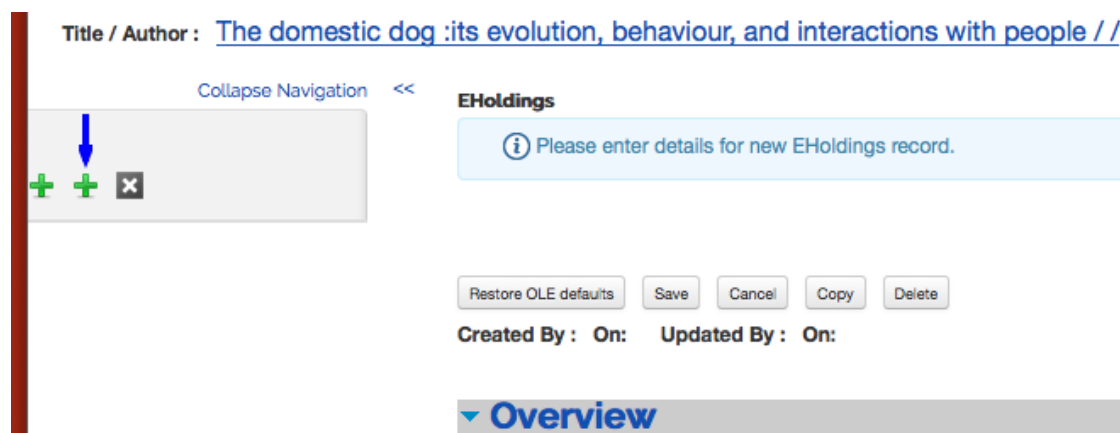 Title / Author : The domestic dog :its evolution, behaviour, and interactions with people / /
Collapse Navigation <<
EHoldings
Please enter details for new EHoldings record.
Restore OLE defaults Save Cancel Copy Delete
Created By : On: Updated By : On:
Overview